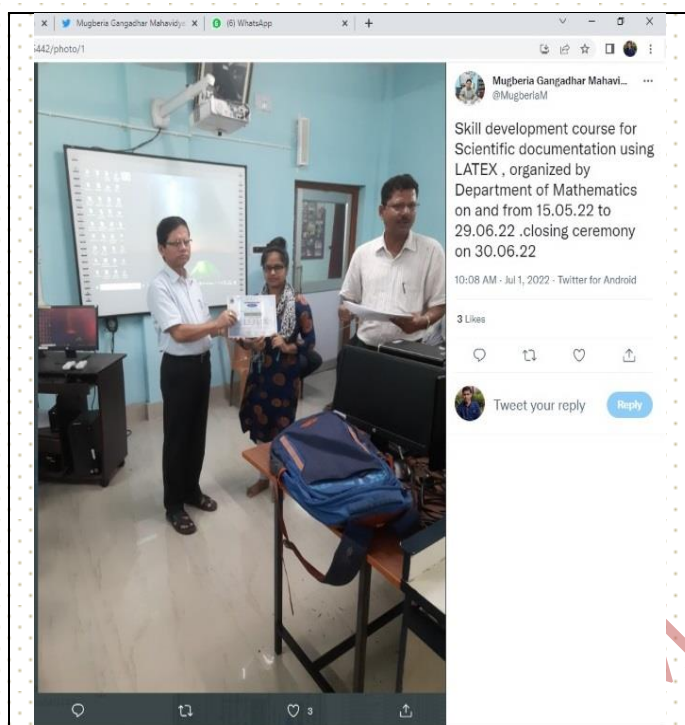 Mugberia Gangadhar Mahavidy
(6) WhatsApp
5442/photo/1
Mugberia Gangadhar Mahavi...
@MugberiaM
Skill development course for
Scientific documentation using
LATEX , organized by
Department of Mathematics
on and from 15.05.22 to
29.06.22 .closing ceremony
on 30.06.22
10:08 AM · Jul 1, 2022 · Twitter for Android
3 Likes
Tweet your reply
Reply
3